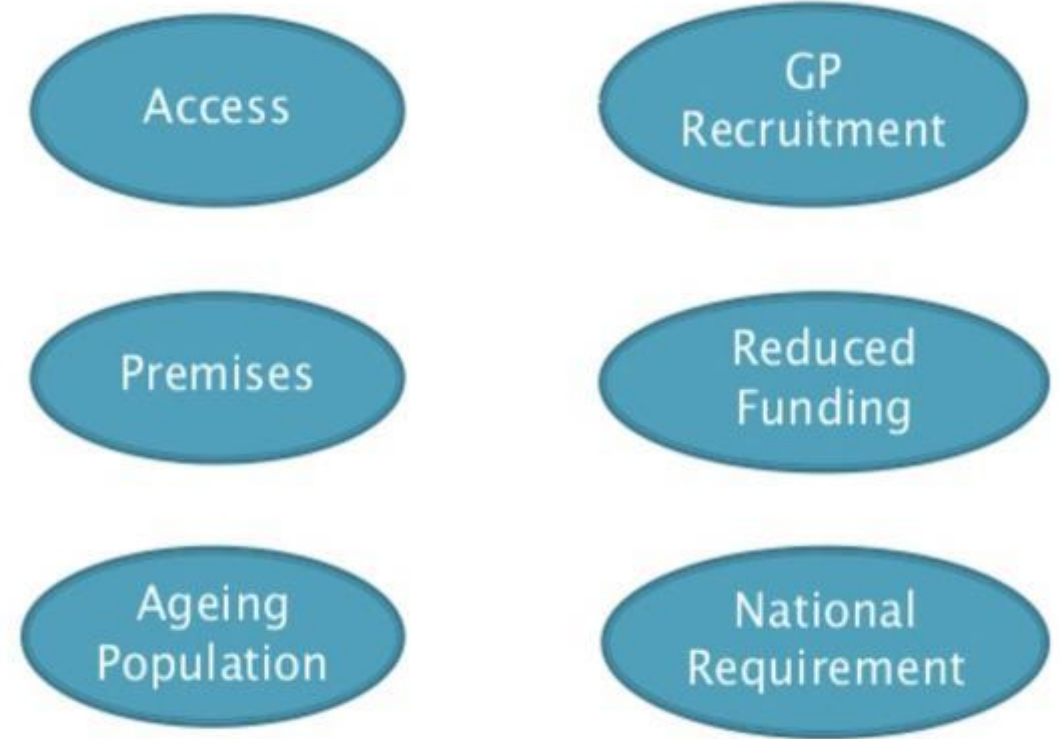 Access
GP
Recruitment
Premises
Reduced
Funding
Ageing
Population
National
Requirement